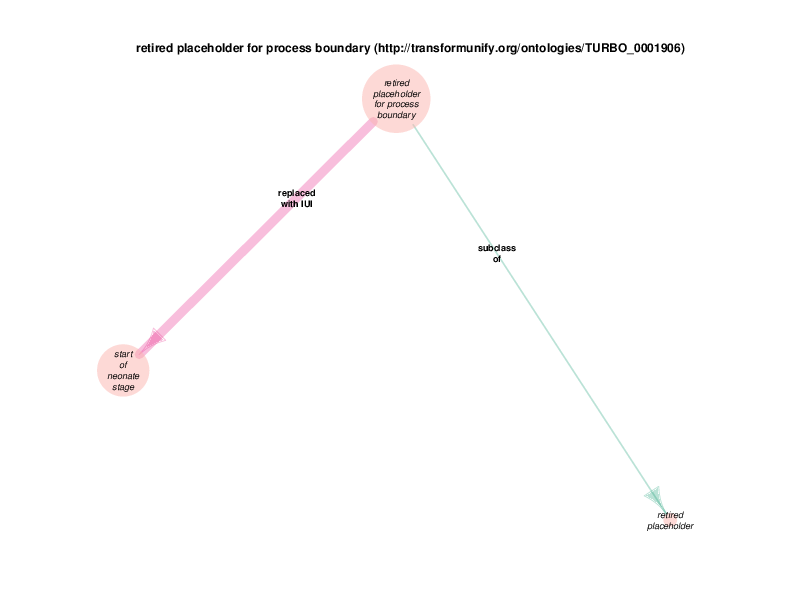 retired placeholder for process boundary (http://transformunify.org/ontologies/TURBO_0001906)
retired
placeholder
for process
boundary
replaced
with IUI
subclass
of
start
of
neonate
stage
retired
placeholder